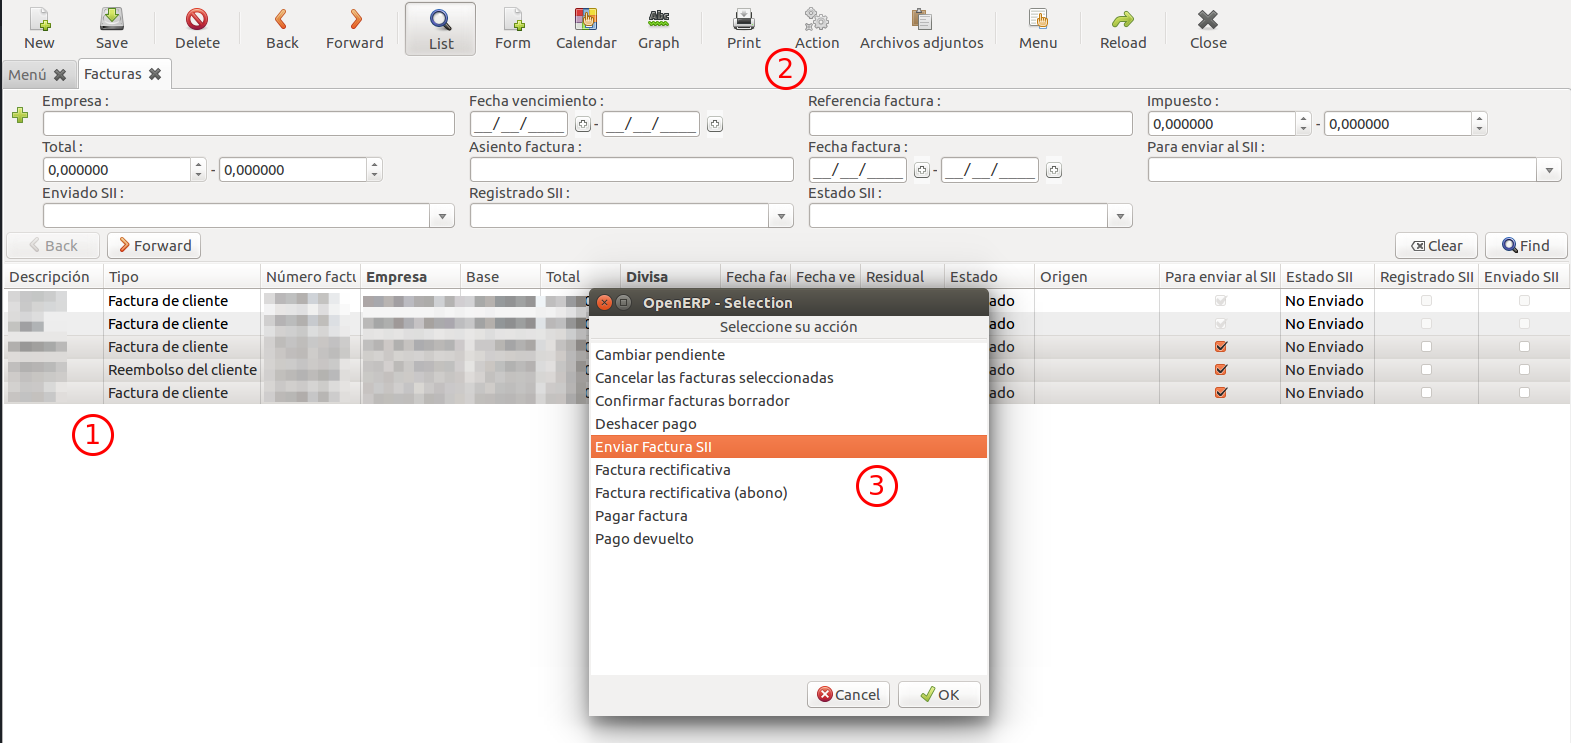 New Save Delete Back Forward List Form Calendar Graph Abc Print Action Archivos adjuntos Menu Reload Close
2
Menú Facturas
Empresa : Fecha vencimiento : Referencia factura : Impuesto :
__/__/____ - __/__/____ 0,000000 - 0,000000
Total : Asiento factura : Fecha factura : Para enviar al SII :
0,000000 - 0,000000 __/__/____ - __/__/____
Enviado SII : Registrado SII : Estado SII :
Back Forward Clear Find
Descripción Tipo Número factu Empresa Base Total Divisa Fecha fac Fecha ve Residual Estado Origen Para enviar al SII Estado SII Registrado SII Enviado SII
Factura de cliente ado No Enviado
Factura de cliente ado No Enviado
Factura de cliente ado No Enviado
Reembolso del cliente ado No Enviado
Factura de cliente ado No Enviado
1
OpenERP - Selection
Seleccione su acción
Cambiar pendiente
Cancelar las facturas seleccionadas
Confirmar facturas borrador
Deshacer pago
Enviar Factura SII
Factura rectificativa
Factura rectificativa (abono)
Pagar factura
Pago devuelto
3
Cancel OK